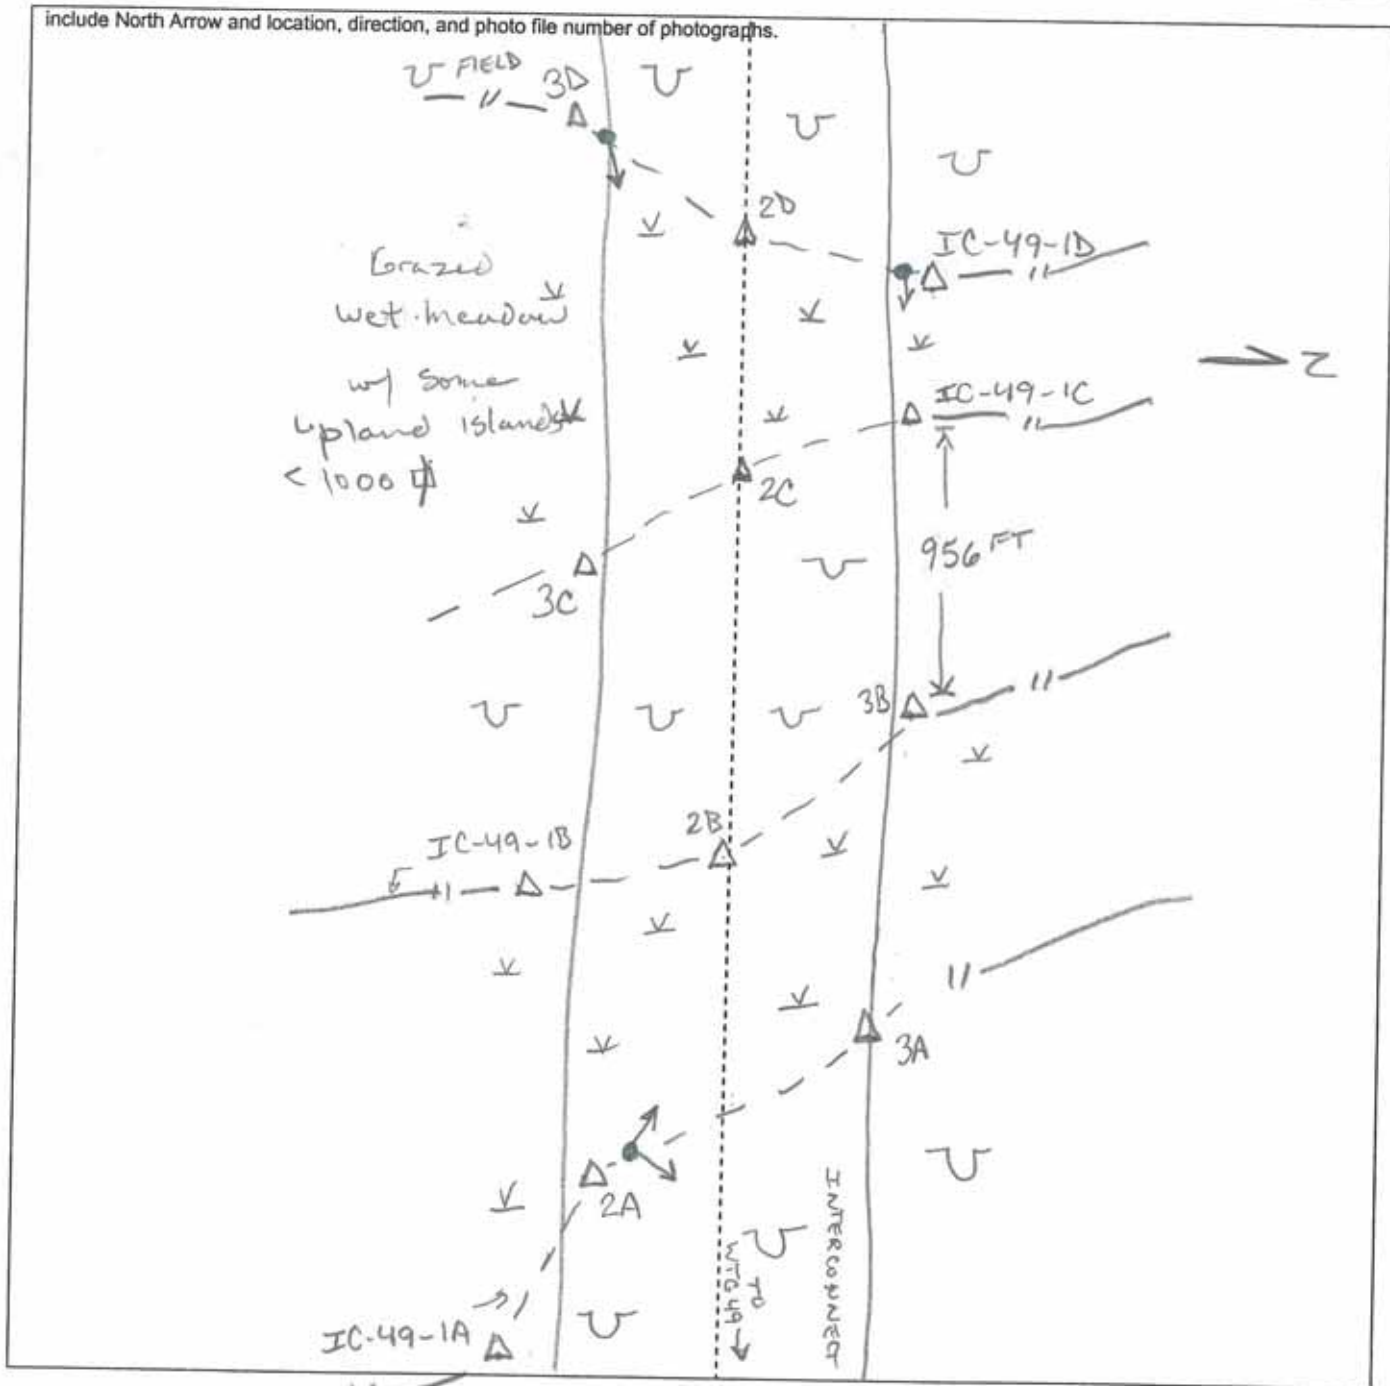 include North Arrow and location, direction, and photo file number of photographs.
U FIELD
3D
U
U
U
2D
IC-49-1D
Grazed
wet meadow
w/ some
upland islands
< 1000
N
IC-49-1C
2C
956 FT
3C
U
3B
U
U
U
2B
IC-49-1B
3A
2A
U
INTERCONNECT
U
TO
WTG 49
U
IC-49-1A